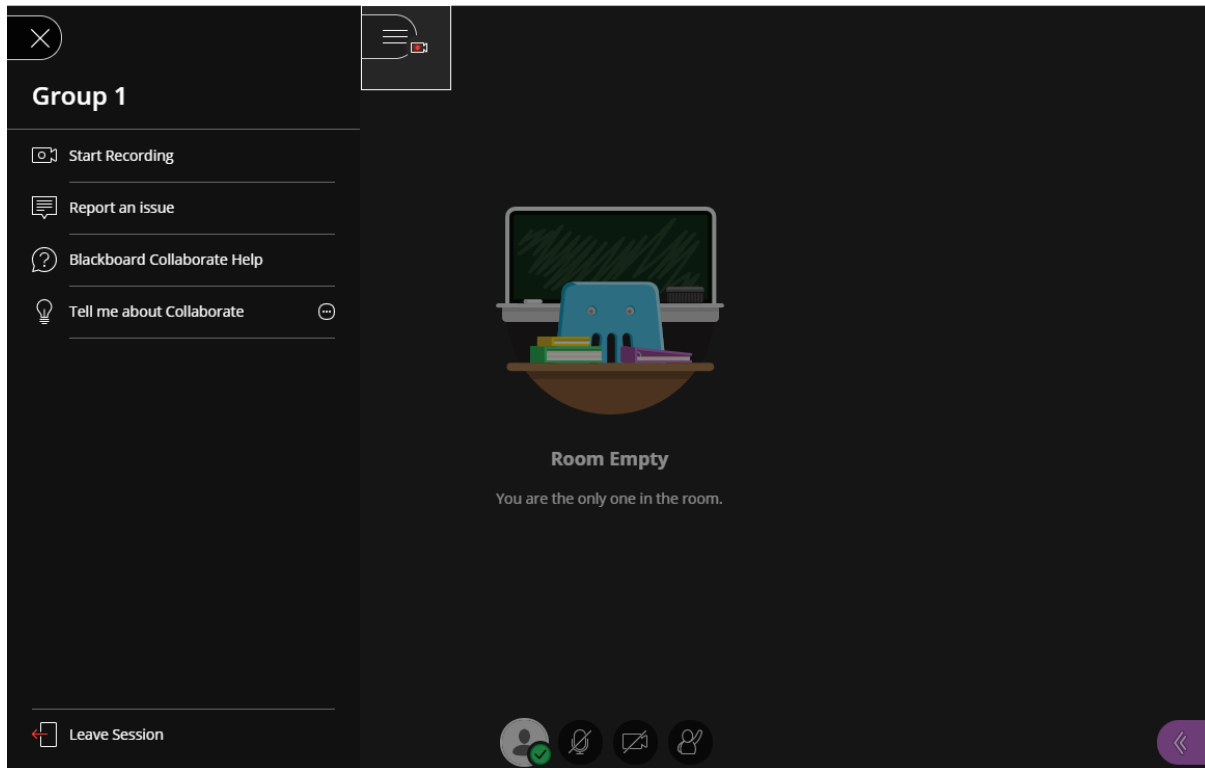 Group 1
Start Recording
Report an issue
Blackboard Collaborate Help
Tell me about Collaborate
Leave Session
Room Empty
You are the only one in the room.